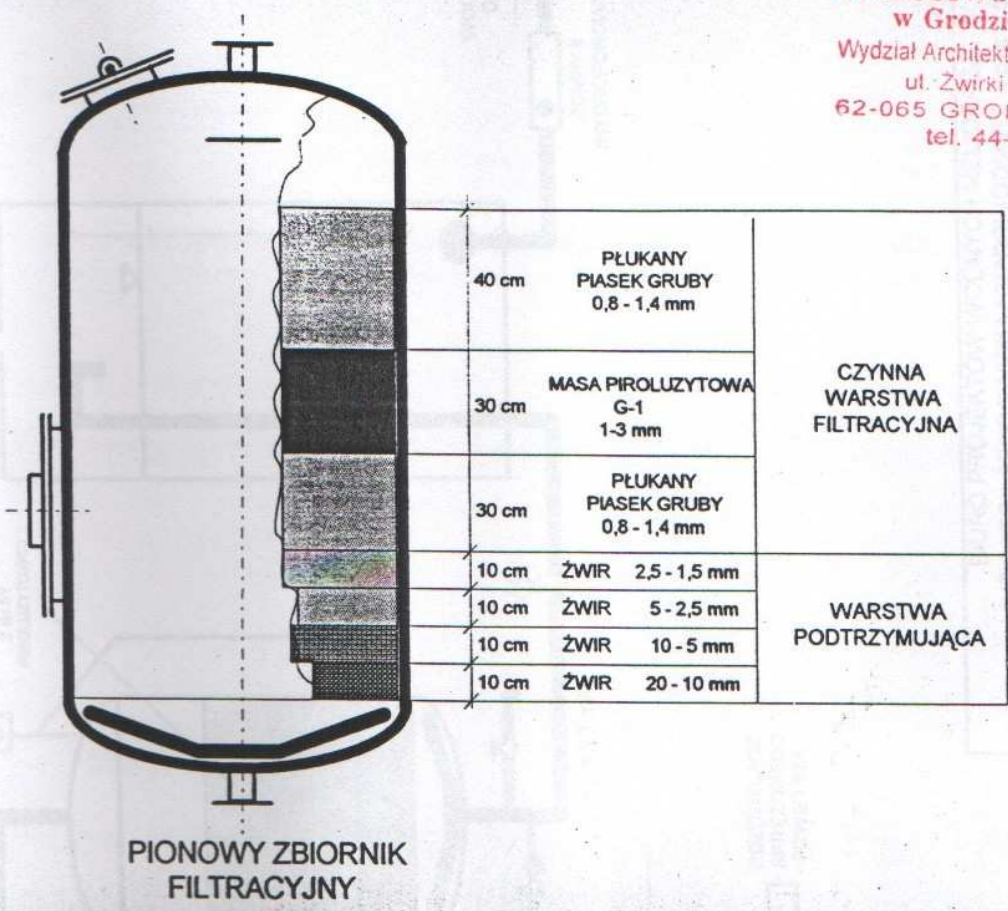 w Grodzi
Wydział Architekt
ul. Żwirki
62-065 GRO
tel. 44-
40 cm
PŁUKANY
PIASEK GRUBY
0,8 - 1,4 mm
30 cm
MASA PIROLUZYTOWA
G-1
1-3 mm
30 cm
PŁUKANY
PIASEK GRUBY
0,8 - 1,4 mm
CZYNNA
WARSTWA
FILTRACYJNA
10 cm ŻWIR 2,5 - 1,5 mm
10 cm ŻWIR 5 - 2,5 mm
10 cm ŻWIR 10 - 5 mm
10 cm ŻWIR 20 - 10 mm
WARSTWA
PODTRZYMUJĄCA
PIONOWY ZBIORNIK
FILTRACYJNY